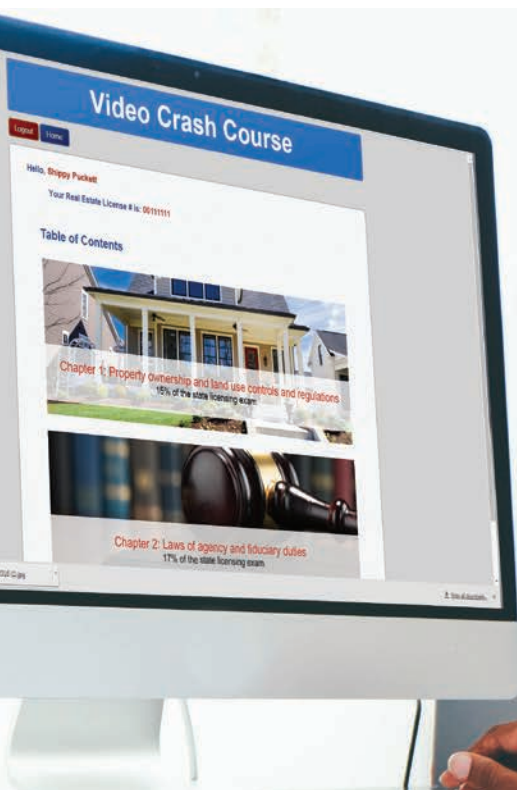 Video Crash Course
Logout Home
Hello, Shippy Puckett
Your Real Estate License # is: 00111111
Table of Contents
Chapter 1: Property ownership and land use controls and regulations
15% of the state licensing exam
Chapter 2: Laws of agency and fiduciary duties
17% of the state licensing exam